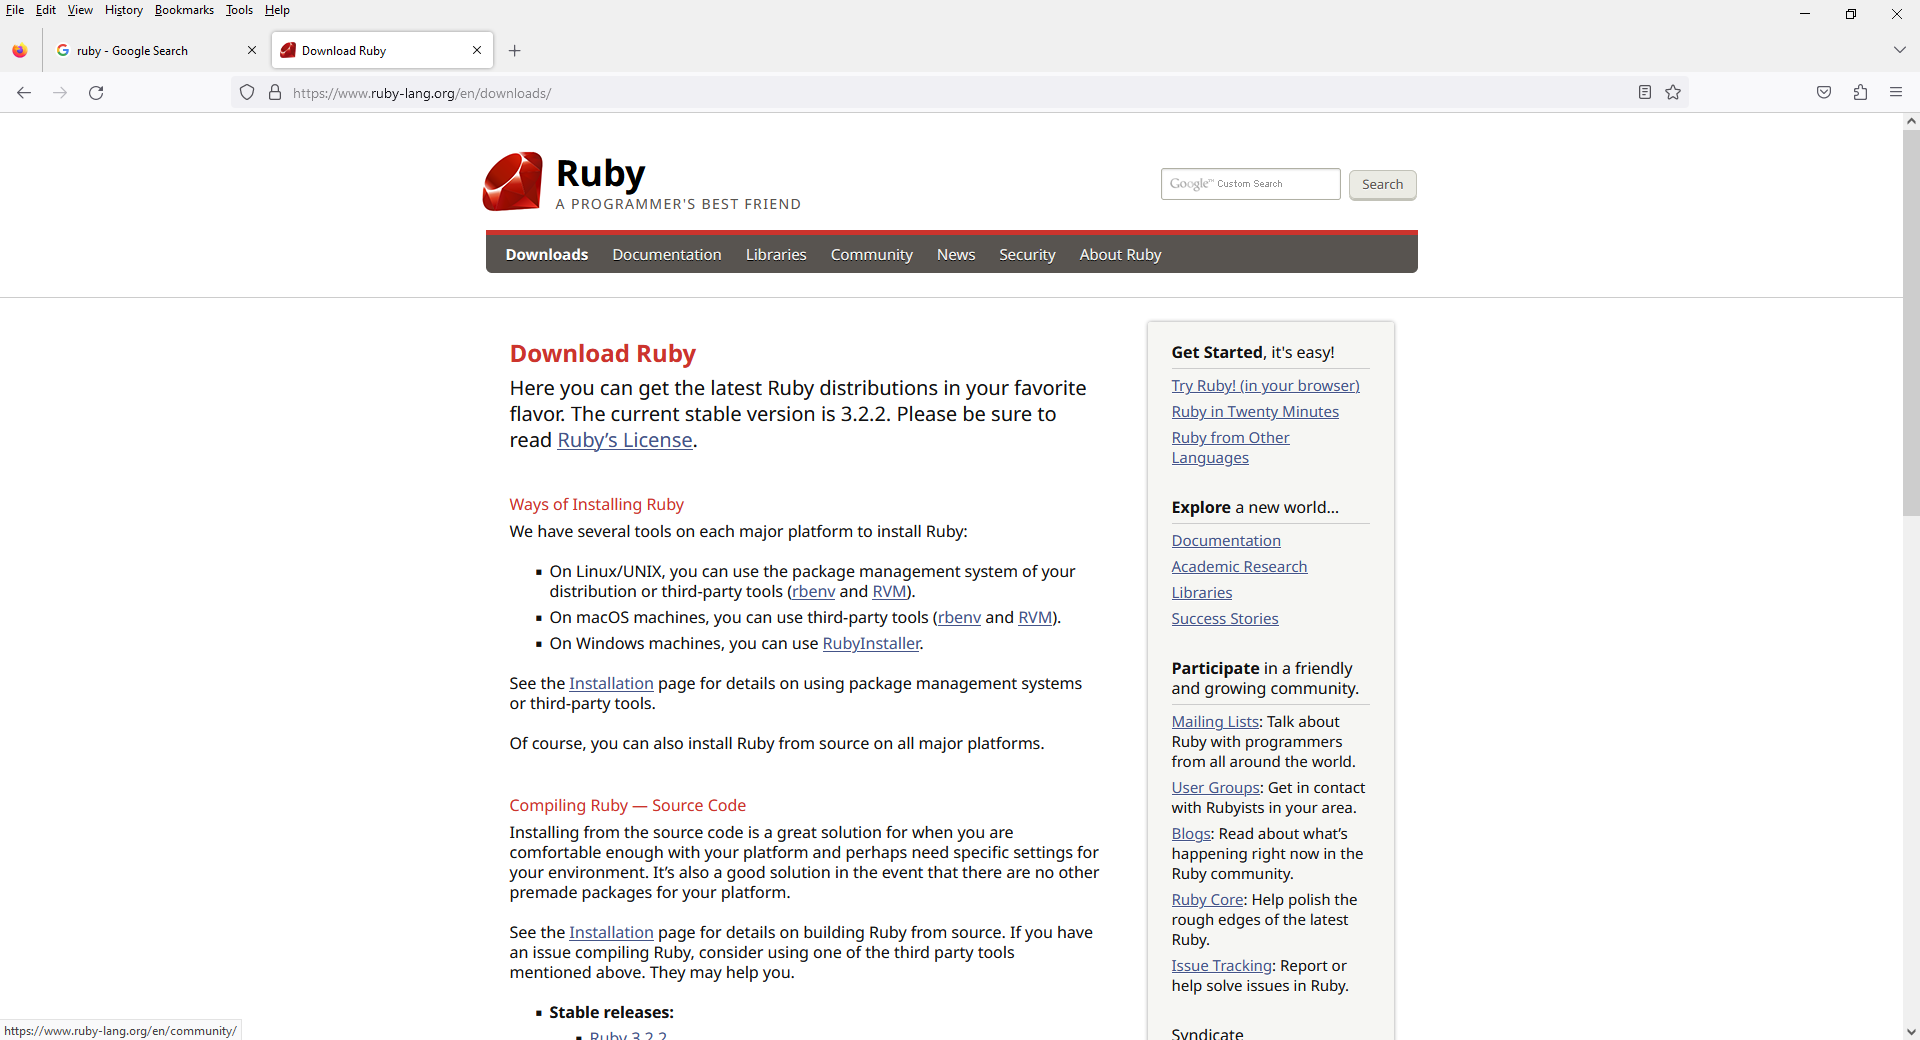 File Edit View History Bookmarks Tools Help
ruby - Google Search
Download Ruby
https://www.ruby-lang.org/en/downloads/
Ruby
A PROGRAMMER'S BEST FRIEND
Google™ Custom Search
Search
Downloads Documentation Libraries Community News Security About Ruby
Download Ruby
Here you can get the latest Ruby distributions in your favorite
flavor. The current stable version is 3.2.2. Please be sure to
read Ruby’s License.
Ways of Installing Ruby
We have several tools on each major platform to install Ruby:
On Linux/UNIX, you can use the package management system of your
distribution or third-party tools (rbenv and RVM).
On macOS machines, you can use third-party tools (rbenv and RVM).
On Windows machines, you can use RubyInstaller.
See the Installation page for details on using package management systems
or third-party tools.
Of course, you can also install Ruby from source on all major platforms.
Compiling Ruby — Source Code
Installing from the source code is a great solution for when you are
comfortable enough with your platform and perhaps need specific settings for
your environment. It’s also a good solution in the event that there are no other
premade packages for your platform.
See the Installation page for details on building Ruby from source. If you have
an issue compiling Ruby, consider using one of the third party tools
mentioned above. They may help you.
Stable releases:
Ruby 3.2.2
Get Started, it's easy!
Try Ruby! (in your browser)
Ruby in Twenty Minutes
Ruby from Other
Languages
Explore a new world...
Documentation
Academic Research
Libraries
Success Stories
Participate in a friendly
and growing community.
Mailing Lists: Talk about
Ruby with programmers
from all around the world.
User Groups: Get in contact
with Rubyists in your area.
Blogs: Read about what’s
happening right now in the
Ruby community.
Ruby Core: Help polish the
rough edges of the latest
Ruby.
Issue Tracking: Report or
help solve issues in Ruby.
Syndicate
https://www.ruby-lang.org/en/community/